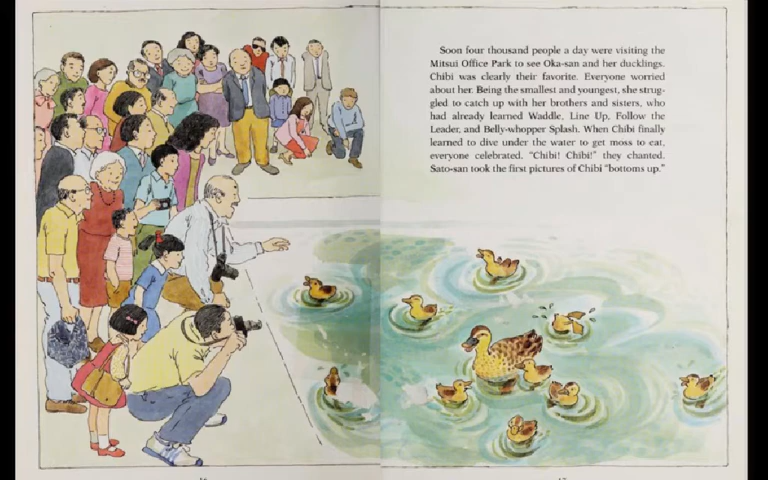 Soon four thousand people a day were visiting the
Mitsui Office Park to see Oka-san and her ducklings.
Chibi was clearly their favorite. Everyone worried
about her. Being the smallest and youngest, she strug-
gled to catch up with her brothers and sisters, who
had already learned Waddle, Line Up, Follow the
Leader, and Belly-whopper Splash. When Chibi finally
learned to dive under the water to get moss to eat,
everyone celebrated. "Chibi! Chibi!" they chanted.
Sato-san took the first pictures of Chibi "bottoms up."